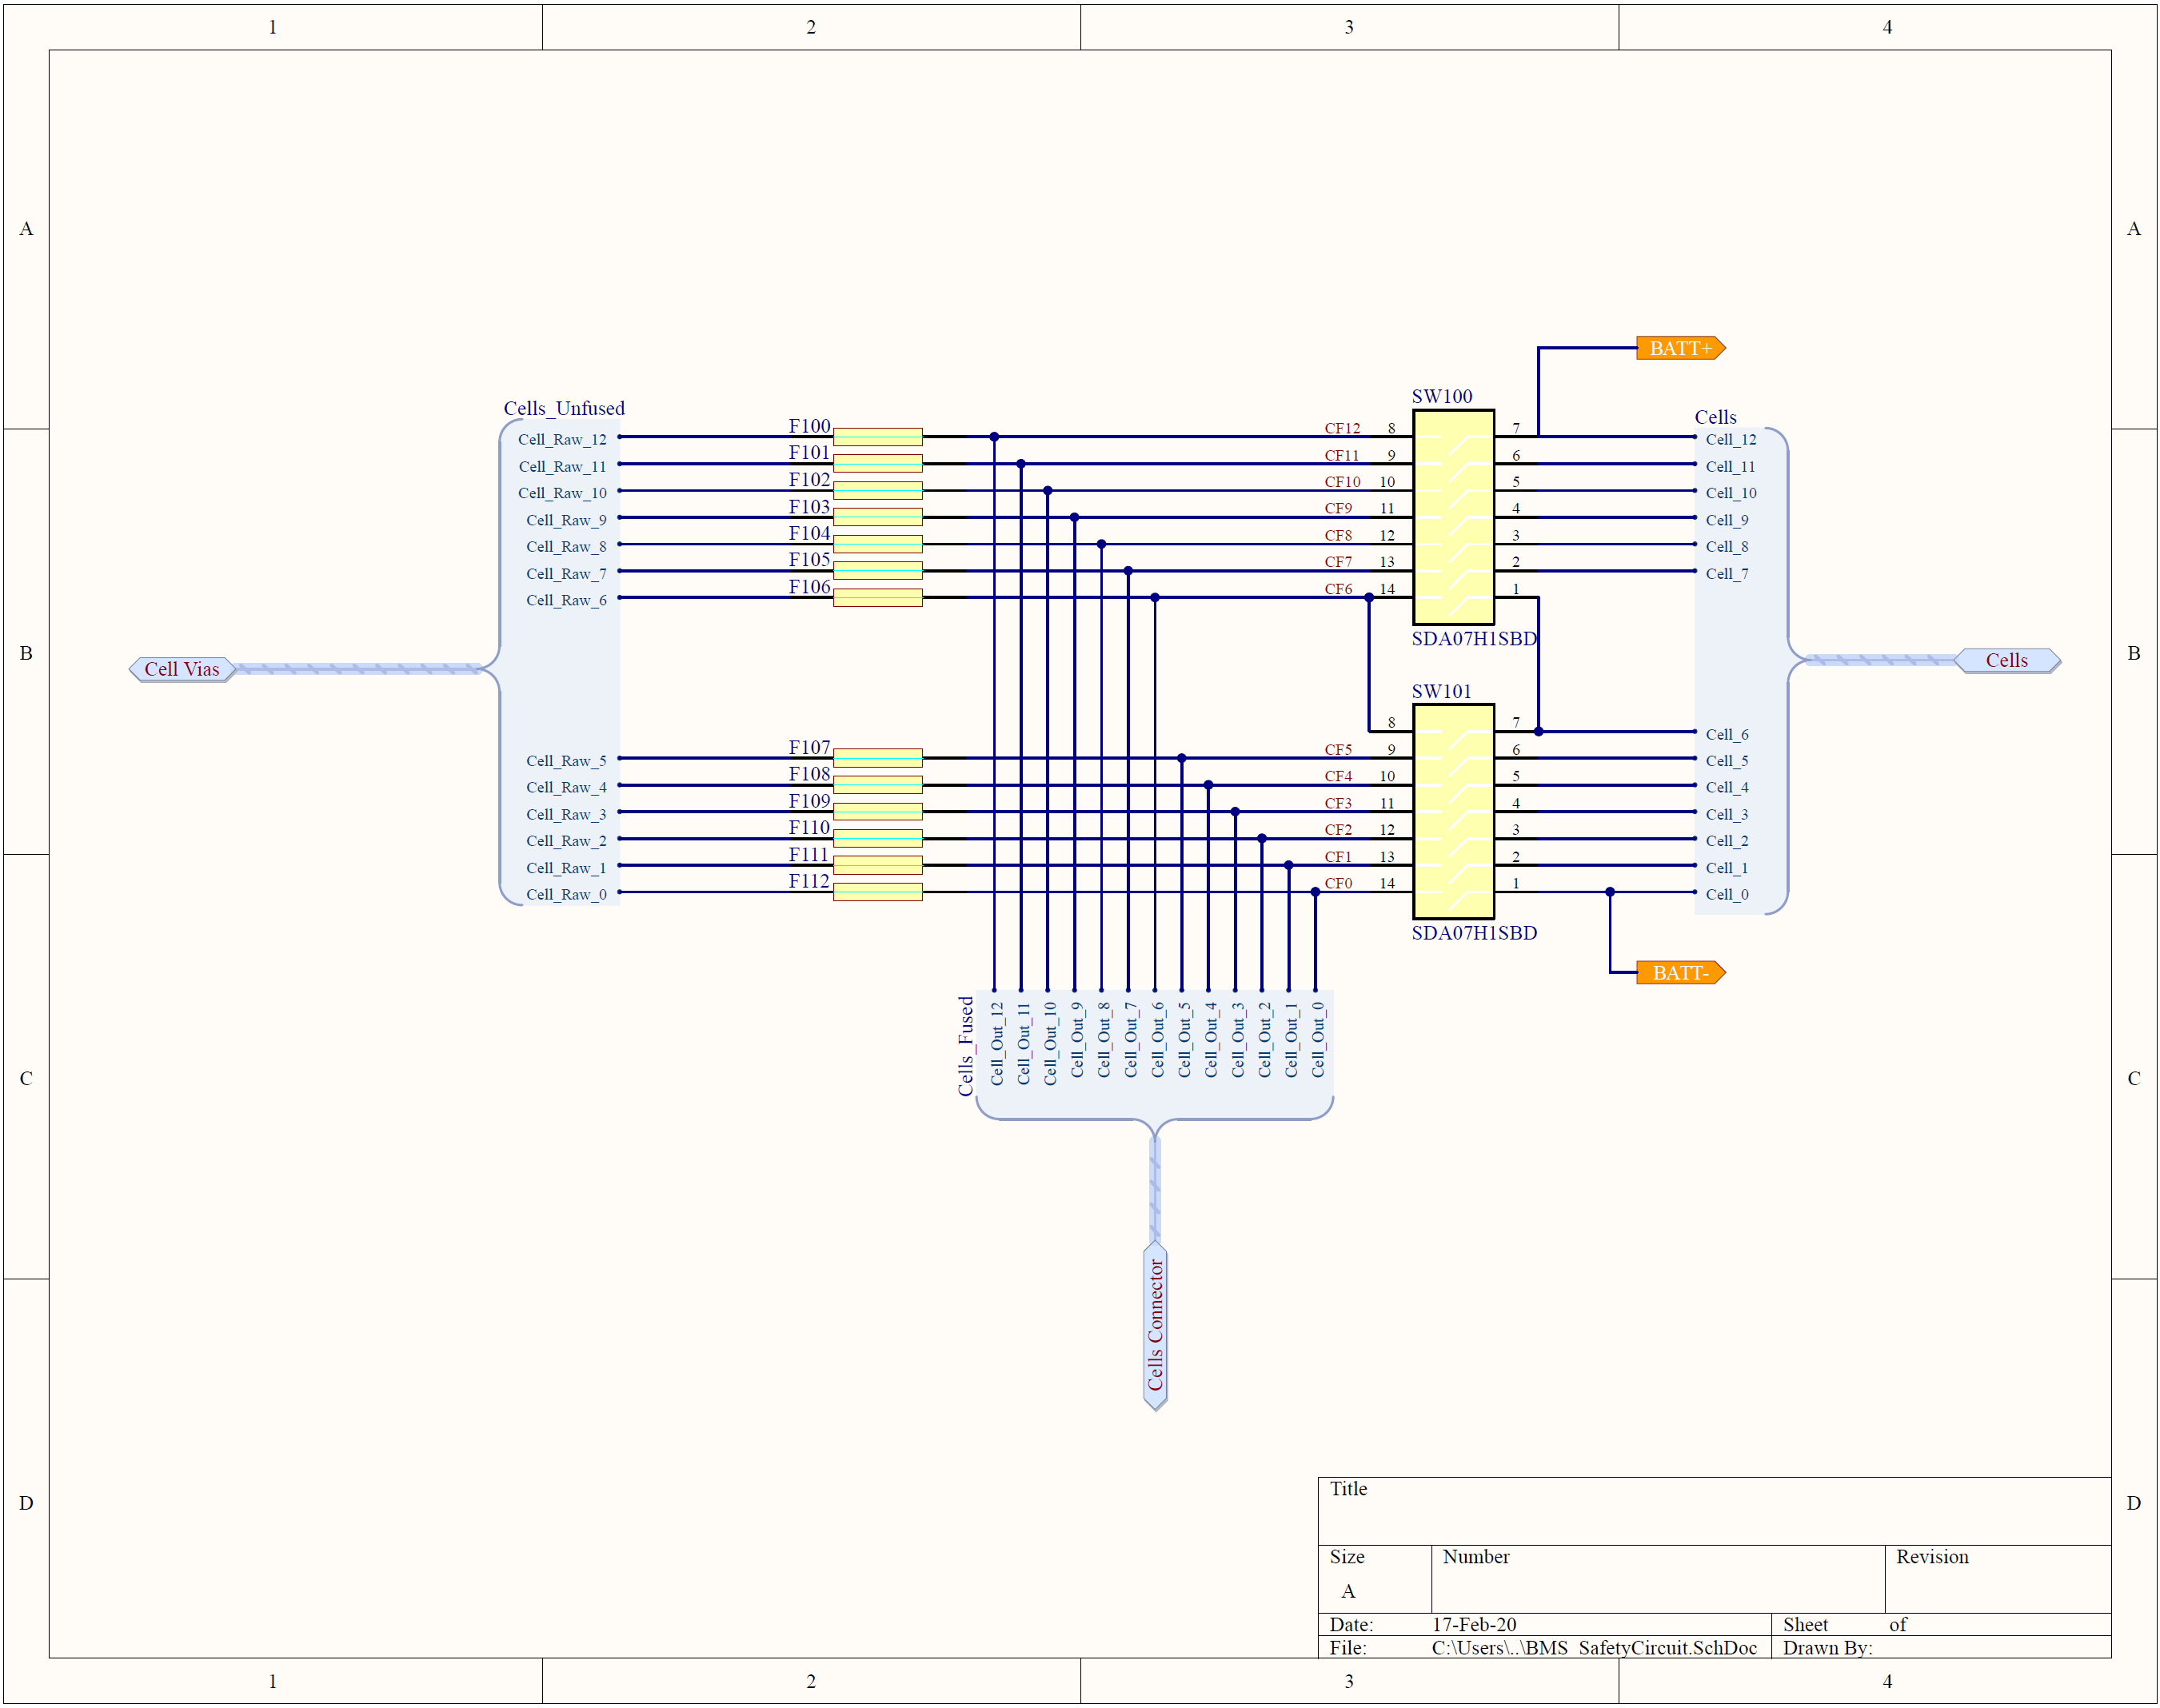 1 2 3 4
A A
BATT+
SW100
Cells_Unfused Cells
Cell_Raw_12 F100 CF12 8 7 Cell_12
Cell_Raw_11 F101 CF11 9 6 Cell_11
Cell_Raw_10 F102 CF10 10 5 Cell_10
Cell_Raw_9 F103 CF9 11 4 Cell_9
Cell_Raw_8 F104 CF8 12 3 Cell_8
Cell_Raw_7 F105 CF7 13 2 Cell_7
Cell_Raw_6 F106 CF6 14 1
SDA07H1SBD
B B
Cell Vias Cells
SW101
8 7 Cell_6
Cell_Raw_5 F107 CF5 9 6 Cell_5
Cell_Raw_4 F108 CF4 10 5 Cell_4
Cell_Raw_3 F109 CF3 11 4 Cell_3
Cell_Raw_2 F110 CF2 12 3 Cell_2
Cell_Raw_1 F111 CF1 13 2 Cell_1
Cell_Raw_0 F112 CF0 14 1 Cell_0
SDA07H1SBD
BATT-
Cells_Fused
Cell_Out_12
Cell_Out_11
Cell_Out_10
Cell_Out_9
Cell_Out_8
Cell_Out_7
Cell_Out_6
Cell_Out_5
Cell_Out_4
Cell_Out_3
Cell_Out_2
Cell_Out_1
Cell_Out_0
C C
Cells Connector
D D
Title
Size Number Revision
A
Date: 17-Feb-20 Sheet of
File: C:\Users\..\BMS_SafetyCircuit.SchDoc Drawn By:
1 2 3 4